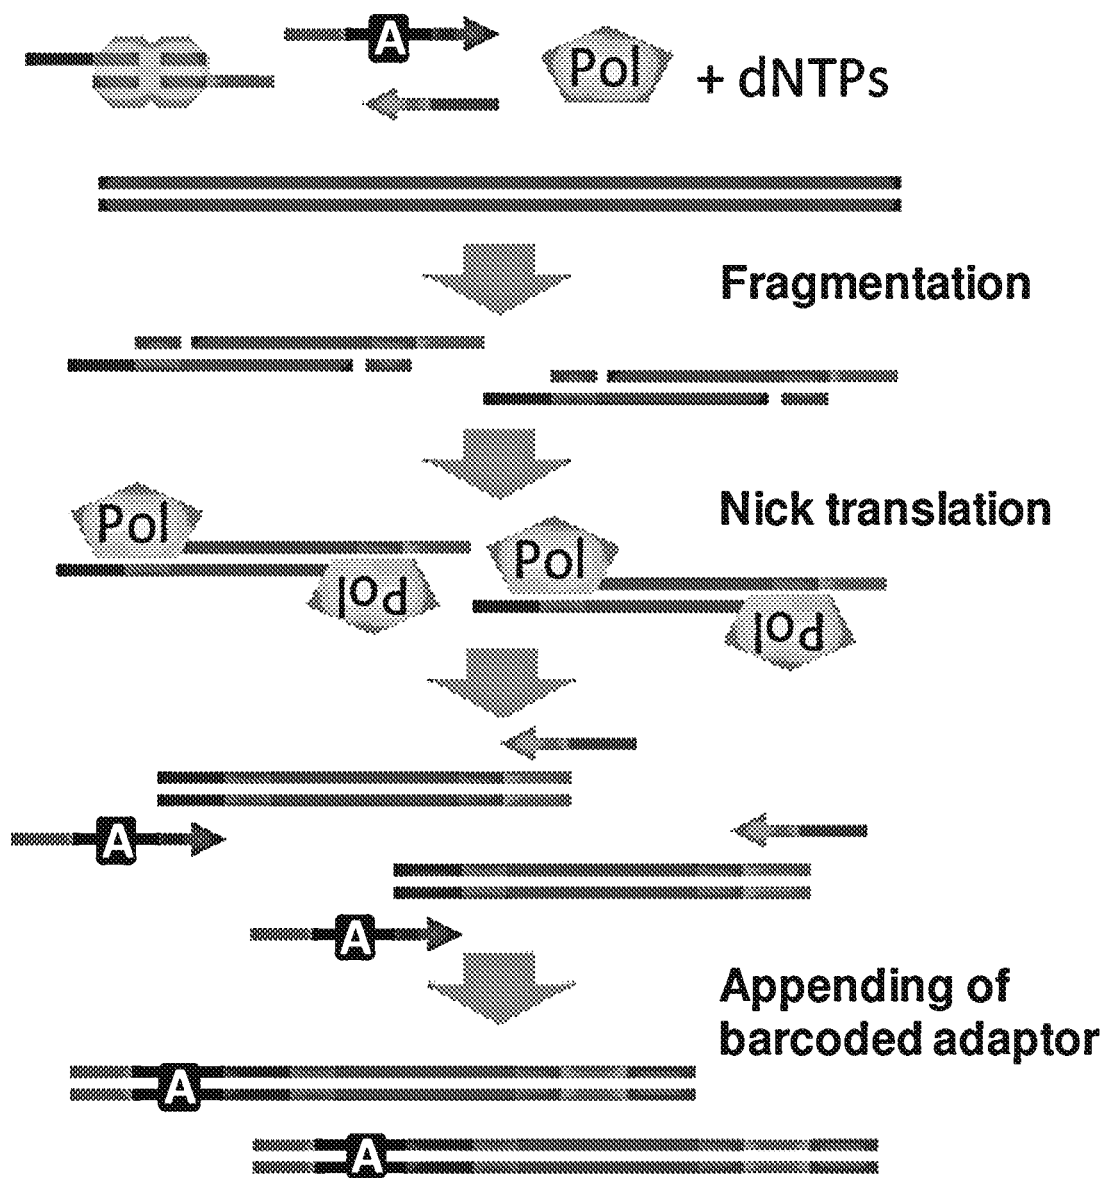 A
Pol + dNTPs
Fragmentation
Nick translation
Pol
Pol
Pol
Pol
A
A
Appending of
barcoded adaptor
A
A